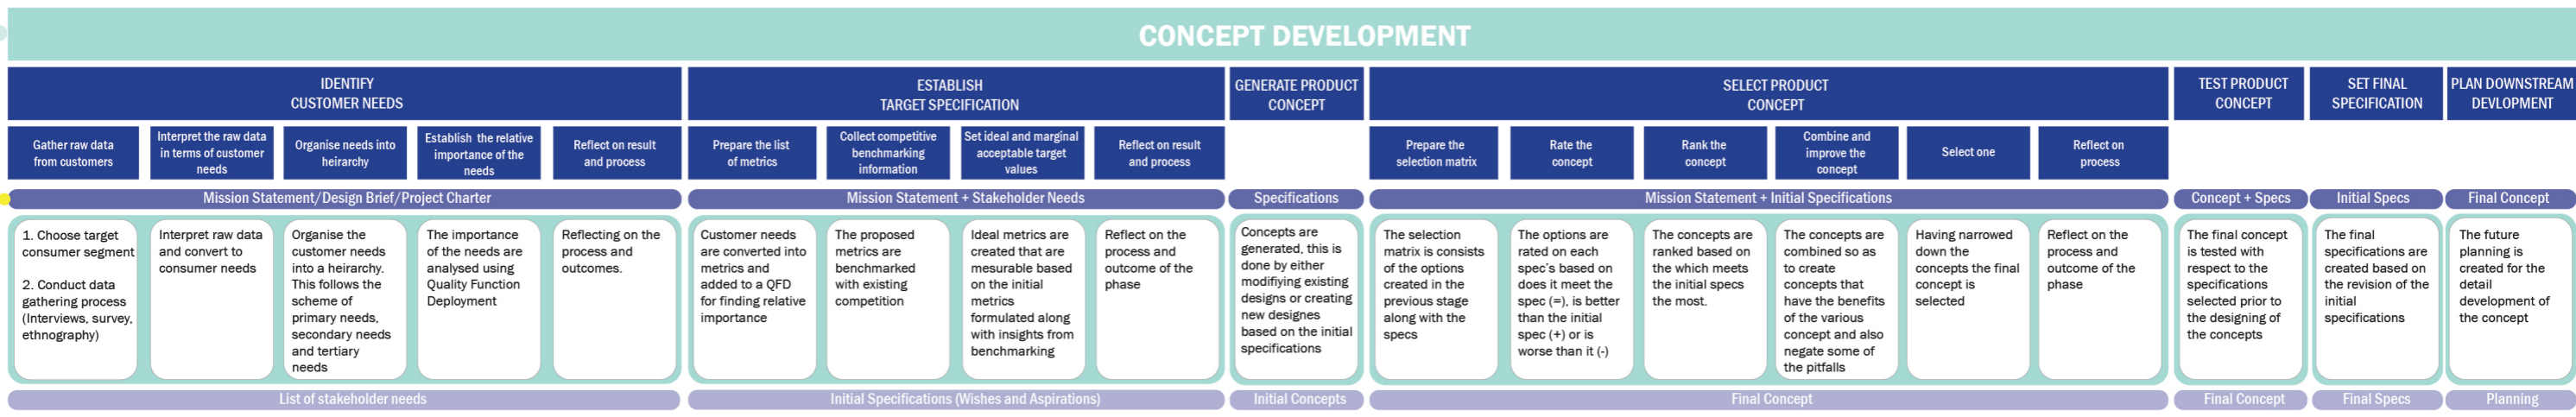 CONCEPT DEVELOPMENT
IDENTIFY
CUSTOMER NEEDS
ESTABLISH
TARGET SPECIFICATION
GENERATE PRODUCT
CONCEPT
SELECT PRODUCT
CONCEPT
TEST PRODUCT
CONCEPT
SET FINAL
SPECIFICATION
PLAN DOWNSTREAM
DEVLOPMENT
Gather raw data
from customers
Interpret the raw data
in terms of customer
needs
Organise needs into
heirarchy
Establish the relative
importance of the
needs
Reflect on result
and process
Prepare the list
of metrics
Collect competitive
benchmarking
information
Set ideal and marginal
acceptable target
values
Reflect on result
and process
Prepare the
selection matrix
Rate the
concept
Rank the
concept
Combine and
improve the
concept
Select one
Reflect on
process
Mission Statement/Design Brief/Project Charter
Mission Statement + Stakeholder Needs
Specifications
Mission Statement + Initial Specifications
Concept + Specs
Initial Specs
Final Concept
1. Choose target
consumer segment
2. Conduct data
gathering process
(Interviews, survey,
ethnography)
Interpret raw data
and convert to
consumer needs
Organise the
customer needs
into a heirarchy.
This follows the
scheme of
primary needs,
secondary needs
and tertiary
needs
The importance
of the needs are
analysed using
Quality Function
Deployment
Reflecting on the
process and
outcomes.
Customer needs
are converted into
metrics and
added to a QFD
for finding relative
importance
The proposed
metrics are
benchmarked
with existing
competition
Ideal metrics are
created that are
mesurable based
on the initial
metrics
formulated along
with insights from
benchmarking
Reflect on the
process and
outcome of the
phase
Concepts are
generated, this is
done by either
modifiying existing
designs or creating
new designes
based on the initial
specifications
The selection
matrix is consists
of the options
created in the
previous stage
along with the
specs
The options are
rated on each
spec's based on
does it meet the
spec (=), is better
than the initial
spec (+) or is
worse than it (-)
The concepts are
ranked based on
the which meets
the initial specs
the most.
The concepts are
combined so as
to create
concepts that
have the benefits
of the various
concept and also
negate some of
the pitfalls
Having narrowed
down the
concepts the final
concept is
selected
Reflect on the
process and
outcome of the
phase
The final concept
is tested with
respect to the
specifications
selected prior to
the designing of
the concepts
The final
specifications are
created based on
the revision of the
initial
specifications
The future
planning is
created for the
detail
development of
the concept
List of stakeholder needs
Initial Specifications (Wishes and Aspirations)
Initial Concepts
Final Concept
Final Concept
Final Specs
Planning